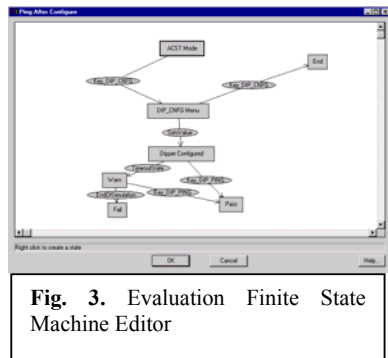 Ping After Configure
ACST Mode
End
Key_DIP_CNFG
Key_DIP_CNFG
DIP_CNFG Menu
SetValue
Dipper Configured
TimeoutState
Warn
Key_DIP_PING
EndOfSimulation
Key_DIP_PING
Fail
Pass
Right click to create a state
OK
Cancel
Help...
Fig. 3. Evaluation Finite State
Machine Editor